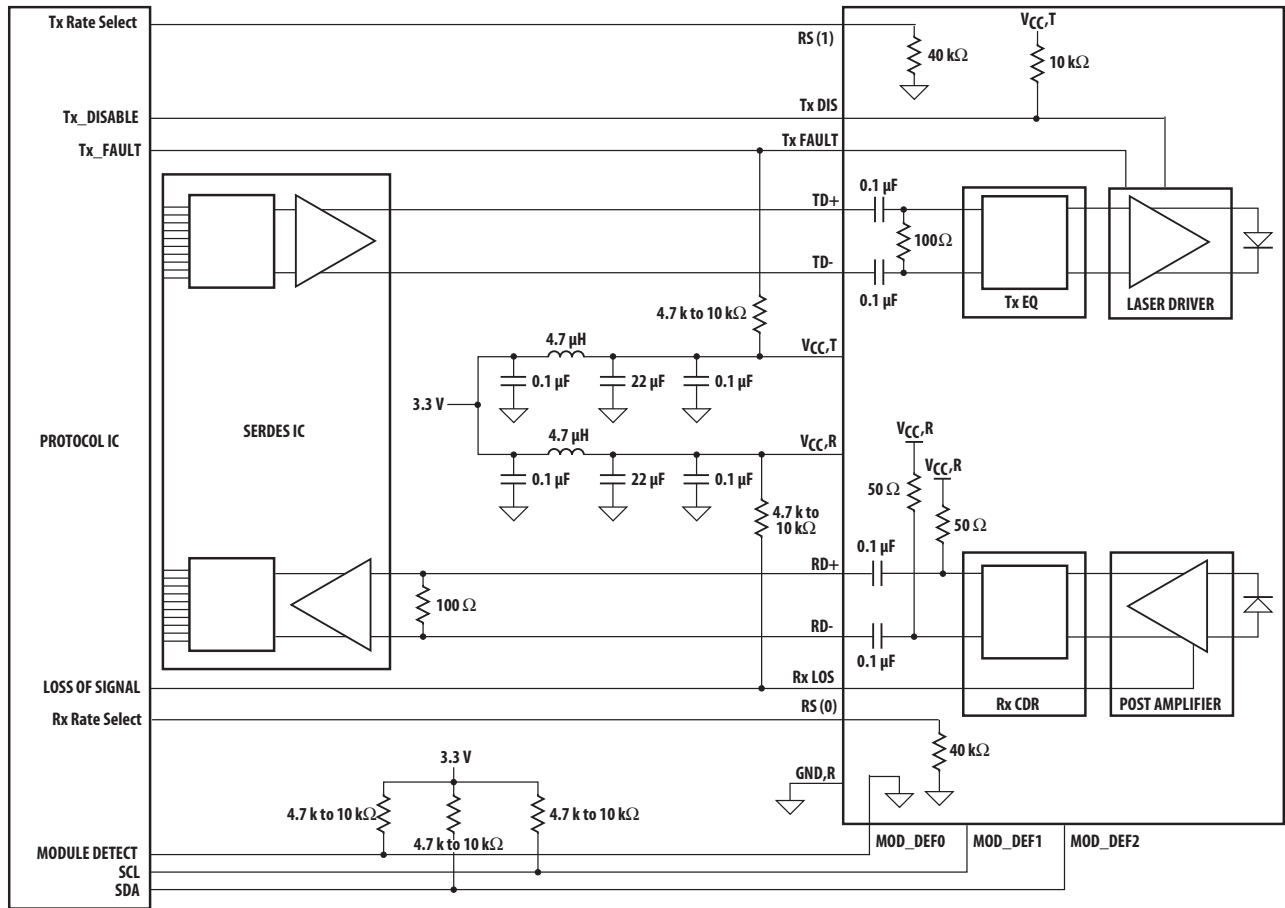 Tx Rate Select
RS (1)
40 kΩ
VCC,T
10 kΩ
Tx_DISABLE
Tx DIS
Tx_FAULT
Tx FAULT
0.1 µF
TD+
100Ω
TD-
0.1 µF
Tx EQ
LASER DRIVER
4.7 k to 10 kΩ
4.7 µH
VCC,T
0.1 µF
22 µF
0.1 µF
3.3 V
PROTOCOL IC
SERDES IC
4.7 µH
VCC,R
0.1 µF
22 µF
0.1 µF
4.7 k to
10 kΩ
VCC,R
VCC,R
50 Ω
50 Ω
0.1 µF
RD+
100 Ω
RD-
0.1 µF
Rx CDR
POST AMPLIFIER
LOSS OF SIGNAL
Rx LOS
Rx Rate Select
RS (0)
40 kΩ
3.3 V
GND,R
4.7 k to 10 kΩ
4.7 k to 10 kΩ
4.7 k to 10 kΩ
MODULE DETECT
MOD_DEF0
MOD_DEF1
MOD_DEF2
SCL
SDA